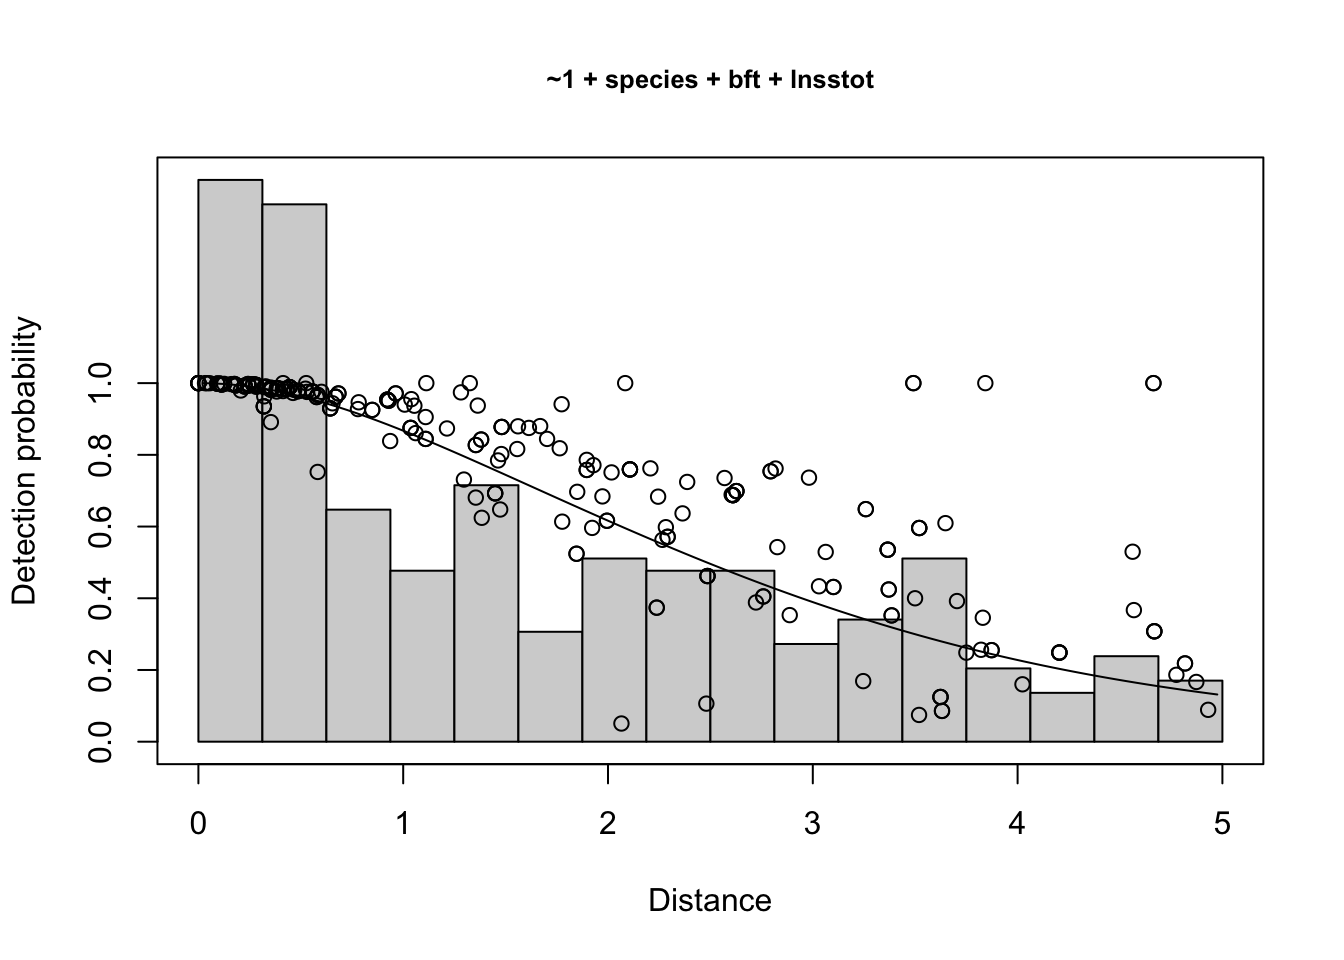 ~1 + species + bft + lnsstot
Detection probability
1.0
0.8
0.6
0.4
0.2
0.0
0 1 2 3 4 5
Distance